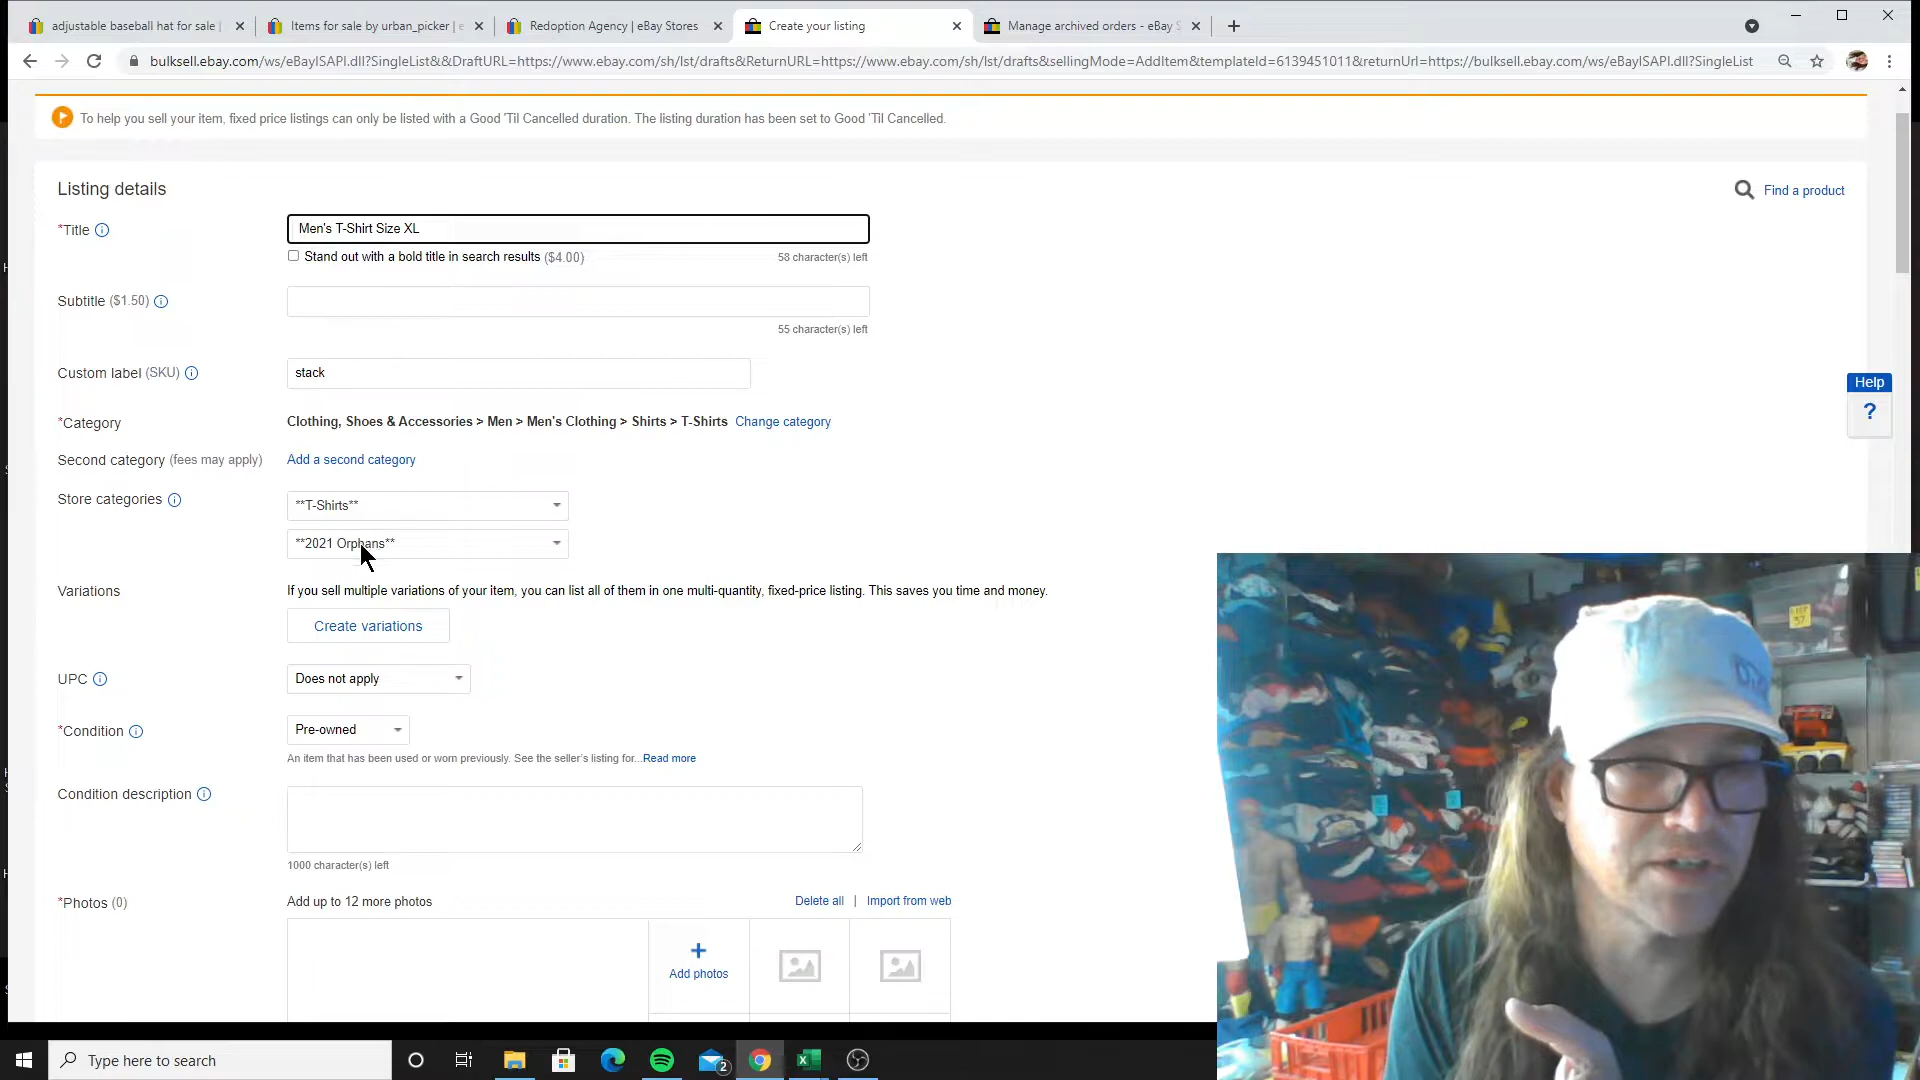 adjustable baseball hat for sale |
Items for sale by urban_picker | e
Redoption Agency | eBay Stores
Create your listing
Manage archived orders - eBay S
bulksell.ebay.com/ws/eBayISAPI.dll?SingleList&&DraftURL=https://www.ebay.com/sh/lst/drafts&ReturnURL=https://www.ebay.com/sh/lst/drafts&sellingMode=AddItem&templateId=6139451011&returnUrl=https://bulksell.ebay.com/ws/eBayISAPI.dll?SingleList
To help you sell your item, fixed price listings can only be listed with a Good 'Til Cancelled duration. The listing duration has been set to Good 'Til Cancelled.
Listing details
Find a product
*Title
Men's T-Shirt Size XL
Stand out with a bold title in search results ($4.00)
58 character(s) left
Subtitle ($1.50)
55 character(s) left
Custom label (SKU)
stack
*Category
Clothing, Shoes & Accessories > Men > Men's Clothing > Shirts > T-Shirts Change category
Second category (fees may apply)
Add a second category
Store categories
**T-Shirts**
**2021 Orphans**
Variations
If you sell multiple variations of your item, you can list all of them in one multi-quantity, fixed-price listing. This saves you time and money.
Create variations
UPC
Does not apply
*Condition
Pre-owned
An item that has been used or worn previously. See the seller's listing for...Read more
Condition description
1000 character(s) left
*Photos (0)
Add up to 12 more photos
Delete all | Import from web
Add photos
Help
?
Type here to search
2